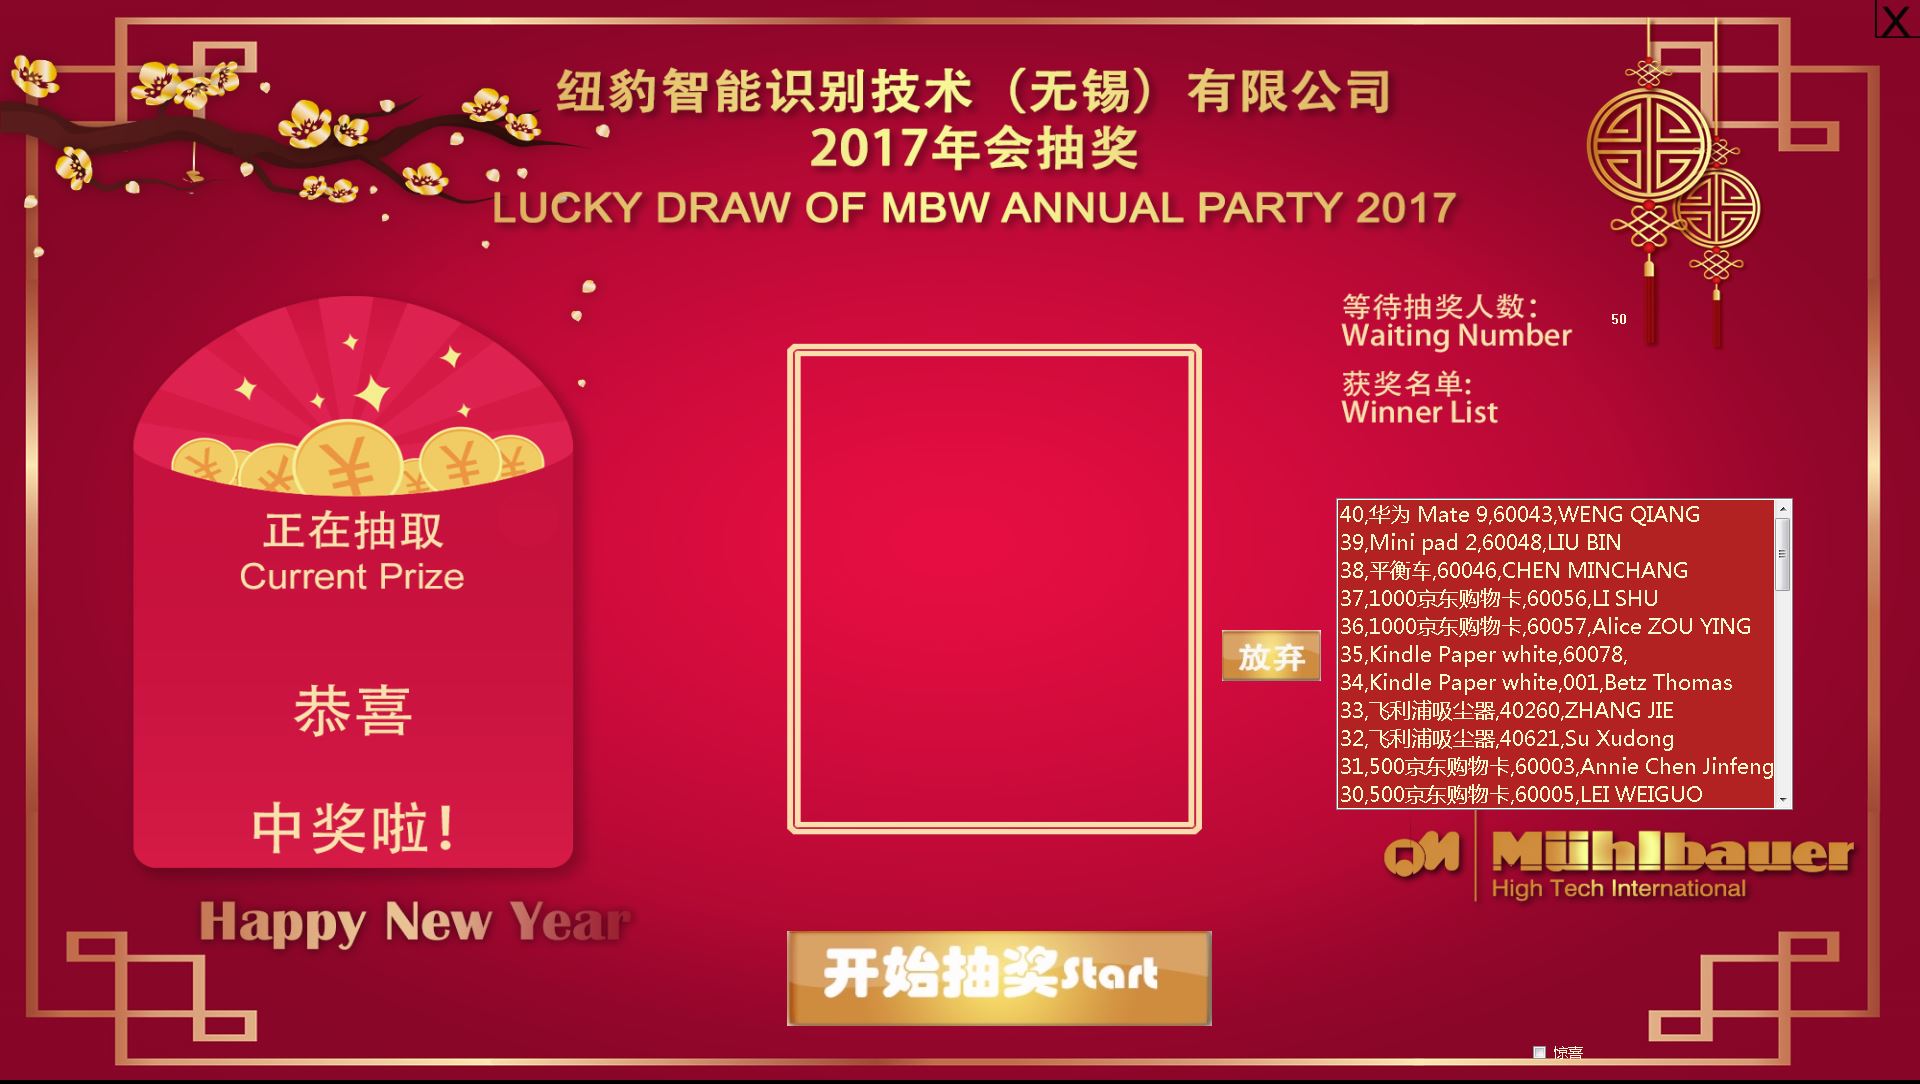 X
纽豹智能识别技术（无锡）有限公司
2017年会抽奖
LUCKY DRAW OF MBW ANNUAL PARTY 2017
等待抽奖人数：
Waiting Number
50
获奖名单:
Winner List
正在抽取
Current Prize
恭喜
中奖啦！
Happy New Year
放弃
40,华为 Mate 9,60043,WENG QIANG
39,Mini pad 2,60048,LIU BIN
38,平衡车,60046,CHEN MINCHANG
37,1000京东购物卡,60056,LI SHU
36,1000京东购物卡,60057,Alice ZOU YING
35,Kindle Paper white,60078,
34,Kindle Paper white,001,Betz Thomas
33,飞利浦吸尘器,40260,ZHANG JIE
32,飞利浦吸尘器,40621,Su Xudong
31,500京东购物卡,60003,Annie Chen Jinfeng
30,500京东购物卡,60005,LEI WEIGUO
Mühlbauer
High Tech International
开始抽奖Start
惊喜